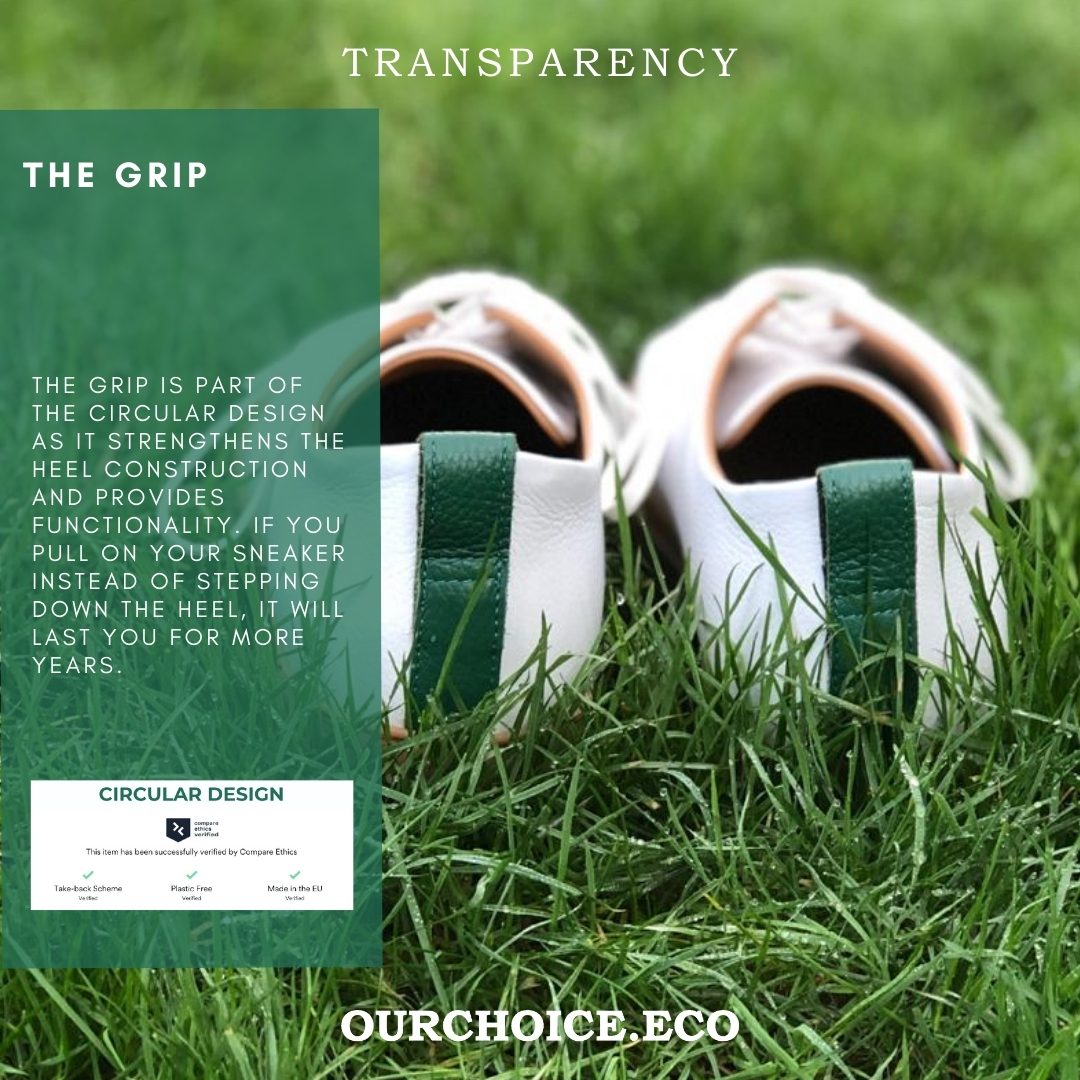 TRANSPARENCY
THE GRIP
THE GRIP IS PART OF
THE CIRCULAR DESIGN
AS IT STRENGTHENS THE
HEEL CONSTRUCTION
AND PROVIDES
FUNCTIONALITY. IF YOU
PULL ON YOUR SNEAKER
INSTEAD OF STEPPING
DOWN THE HEEL, IT WILL
LAST YOU FOR MORE
YEARS.
CIRCULAR DESIGN
compare
ethics
verified
This item has been successfully verified by Compare Ethics
Take-back Scheme Plastic Free Made in the EU
Verified Verified Verified
OURCHOICE.ECO